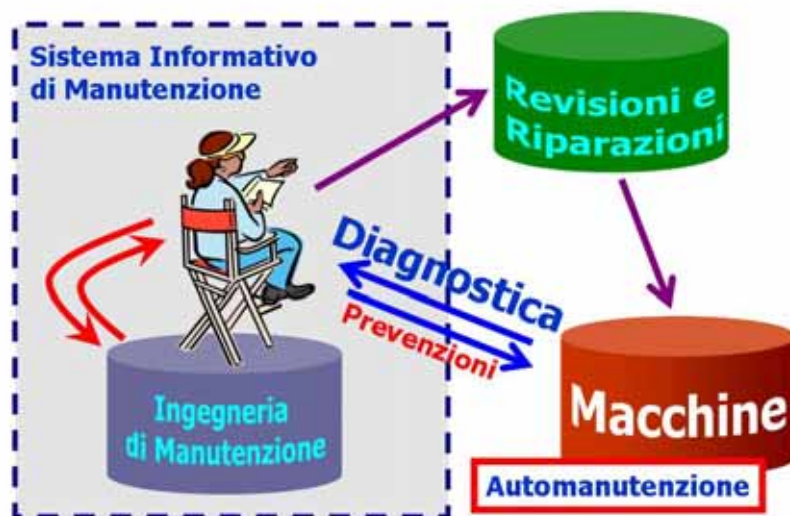 Sistema Informativo
di Manutenzione
Revisioni e
Riparazioni
Diagnostica
Prevenzioni
Ingegneria
di Manutenzione
Macchine
Automanutenzione